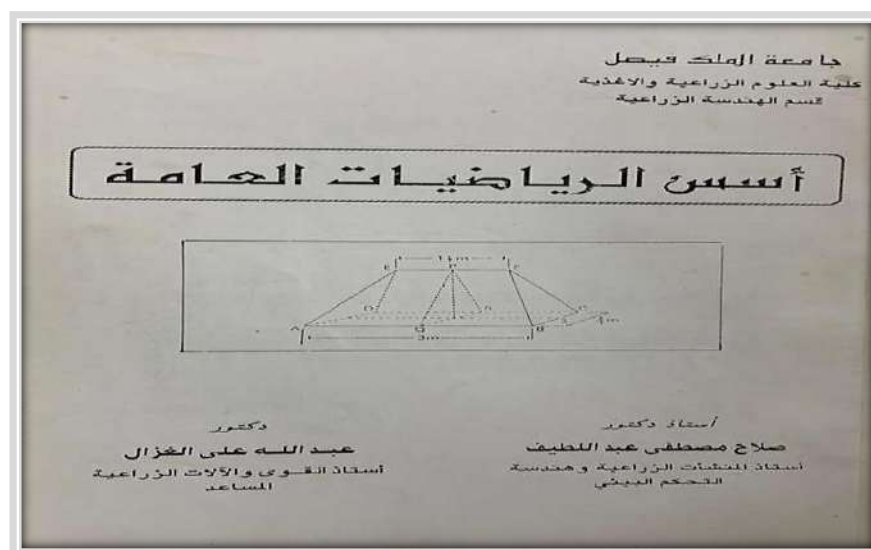 جامعة الملك فيصل
كلية العلوم الزراعية والاغذية
قسم الهندسة الزراعية
أسس الرياضيات العامة
E P F
D C
A G B
3m
أستاذ دكتور
صلاح مصطفى عبد اللطيف
أستاذ المنشآت الزراعية وهندسة
التحكم البيئي
دكتور
عبد الله على الغزال
أستاذ القوى والآلات الزراعية
المساعد